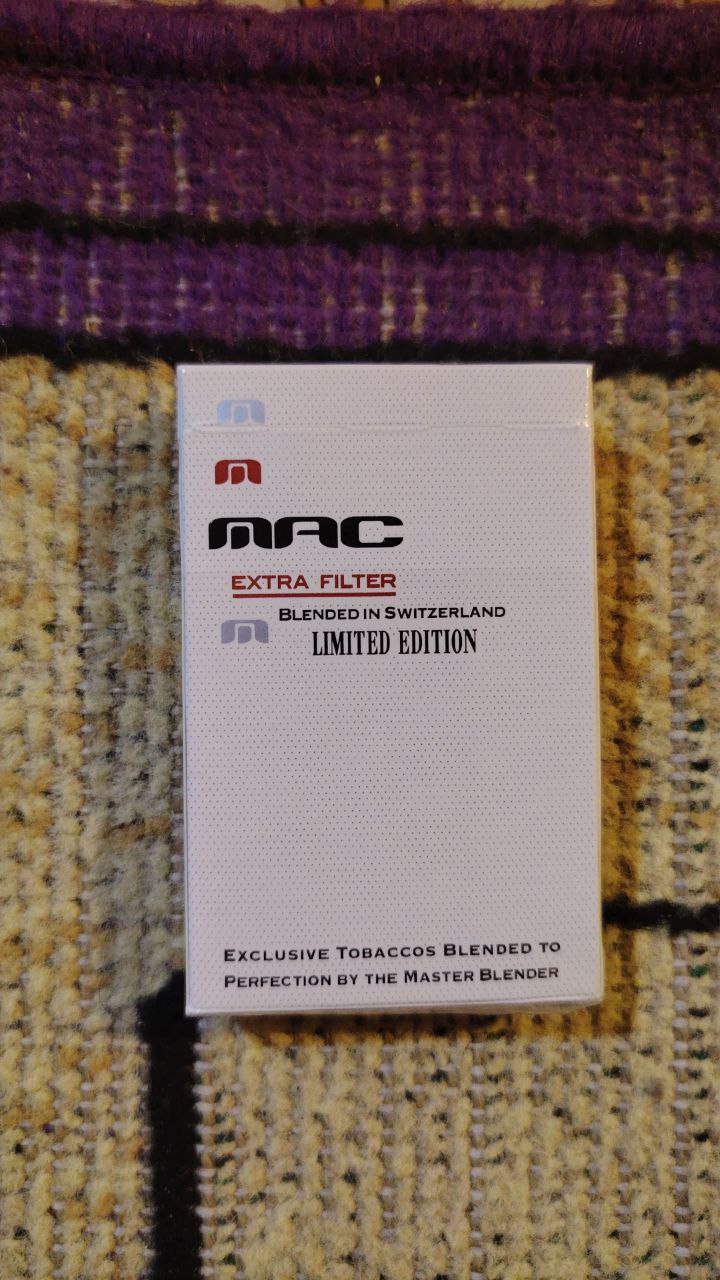 m
m
mAC
EXTRA FILTER
BLENDED IN SWITZERLAND
m
LIMITED EDITION
EXCLUSIVE TOBACCOS BLENDED TO
PERFECTION BY THE MASTER BLENDER